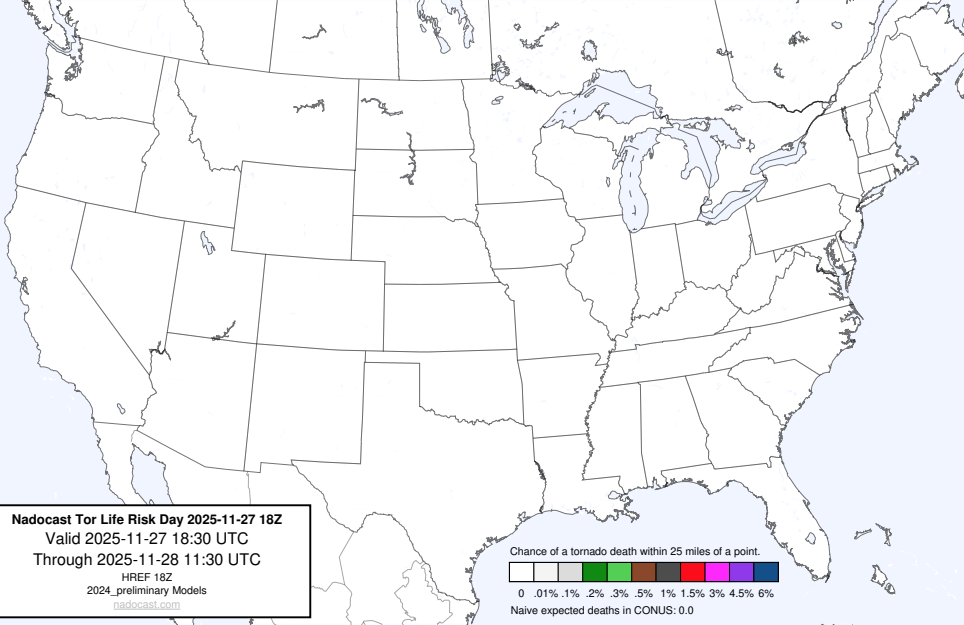 Nadocast Tor Life Risk Day 2025-11-27 18Z
Valid 2025-11-27 18:30 UTC
Through 2025-11-28 11:30 UTC
HREF 18Z
2024_preliminary Models
nadocast.com
Chance of a tornado death within 25 miles of a point.
0 .01% .1% .2% .3% .5% 1% 1.5% 3% 4.5% 6%
Naive expected deaths in CONUS: 0.0